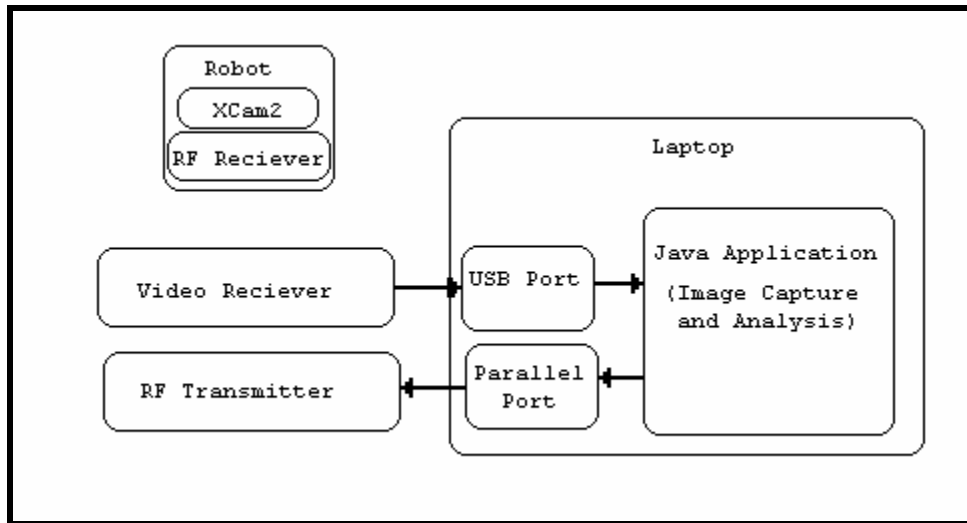 Robot
XCam2
RF Reciever
Laptop
Video Reciever
USB Port
Java Application
(Image Capture
and Analysis)
RF Transmitter
Parallel
Port